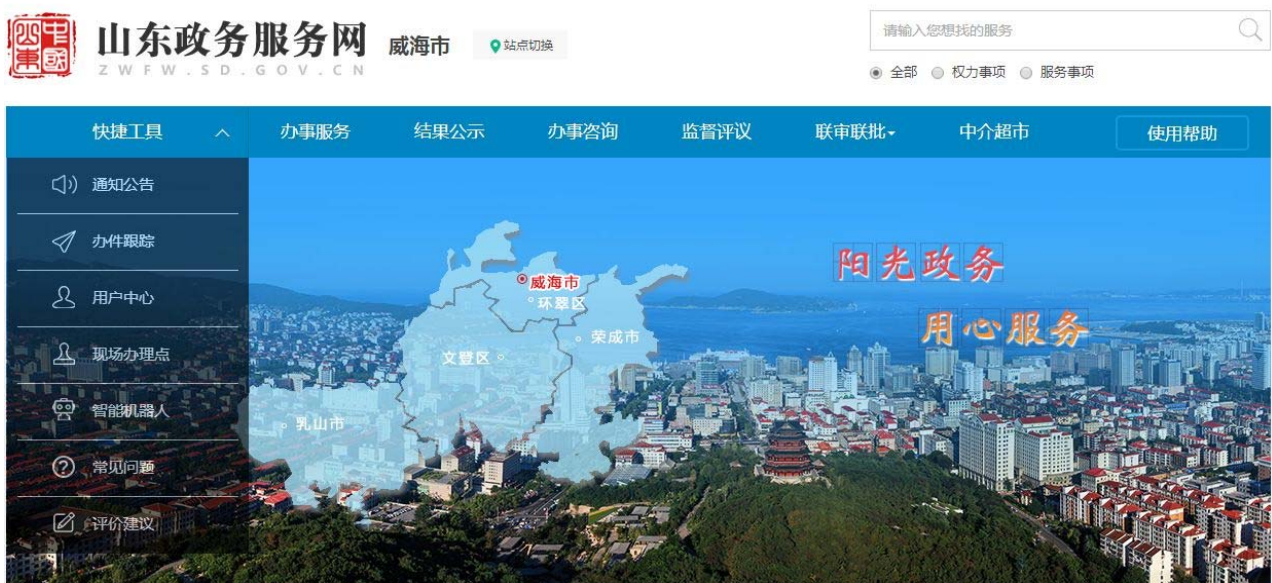 中國山東
山东政务服务网
威海市
站点切换
ZWFW.SD.GOV.CN
请输入您想找的服务
全部 权力事项 服务事项
快捷工具 办事服务 结果公示 办事咨询 监督评议 联审联批 中介超市 使用帮助
通知公告
办件跟踪
用户中心
现场办理点
智能机器人
常见问题
评价建议
威海市
环翠区
荣成市
文登区
乳山市
阳光政务
用心服务